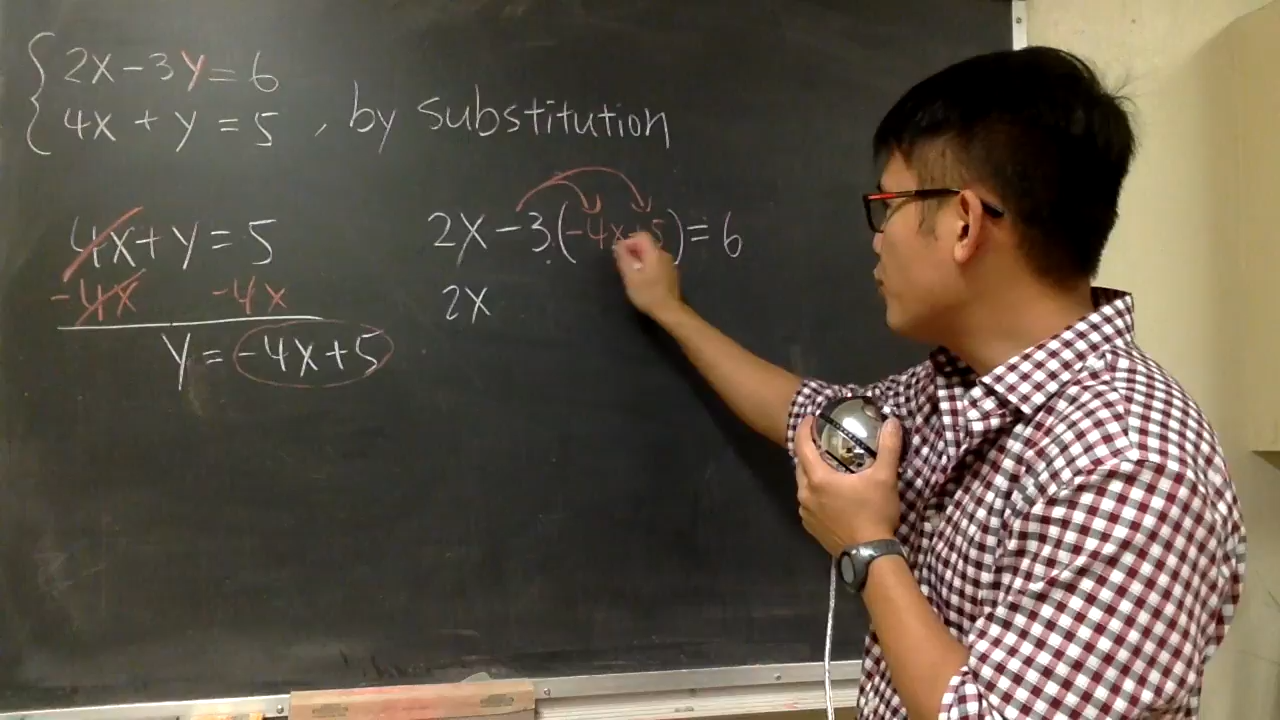 2x-3y=6
4x+y=5, by substitution
4x+y=5
-4x -4x
y=-4x+5
2x-3(-4x+5)=6
2x